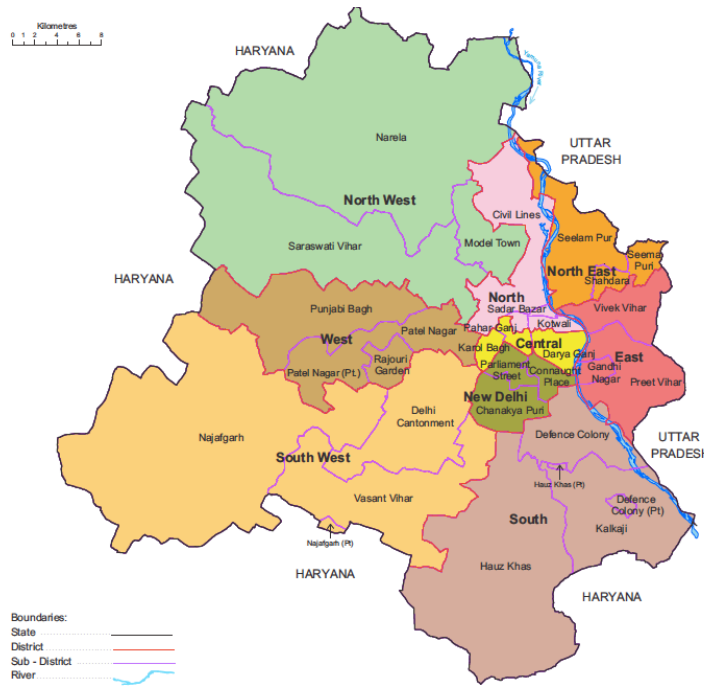 Kilometres
0 2 4 6 8
HARYANA
Yamuna River
UTTAR
PRADESH
Narela
North West
Civil Lines
Model Town
Saraswati Vihar
Seelam Pur
Seema
Puri
North East
Shahdara
HARYANA
North
Sadar Bazar
Vivek Vihar
Punjabi Bagh
Kotwali
Pahar Ganj
Patel Nagar
West
Central
Karol Bagh
Darya Ganj
East
Rajouri
Garden
Parliament
Street
Connaught
Place
Gandhi
Nagar
Patel Nagar (Pt.)
Preet Vihar
New Delhi
Chanakya Puri
Delhi
Cantonment
Najafgarh
Defence Colony
UTTAR
PRADESH
South West
Hauz Khas (Pt)
Vasant Vihar
Defence
Colony (Pt)
South
Kalkaji
Najafgarh (Pt)
Hauz Khas
HARYANA
HARYANA
Boundaries:
State
District
Sub - District
River